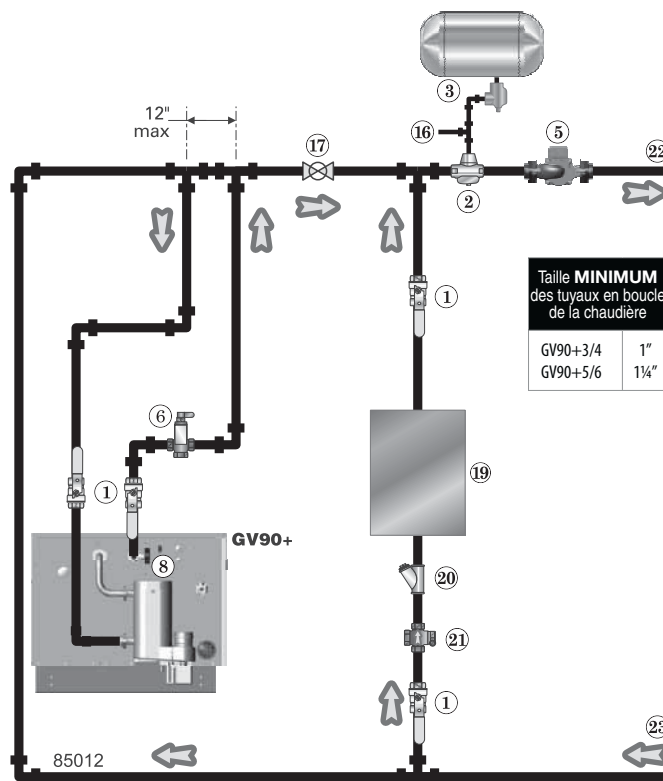 12"
max
3
16
17
5
22
2
1
Taille MINIMUM
des tuyaux en boucle
de la chaudière
GV90+3/4 1"
GV90+5/6 1¼"
6
19
1
GV90+
8
20
21
1
23
85012